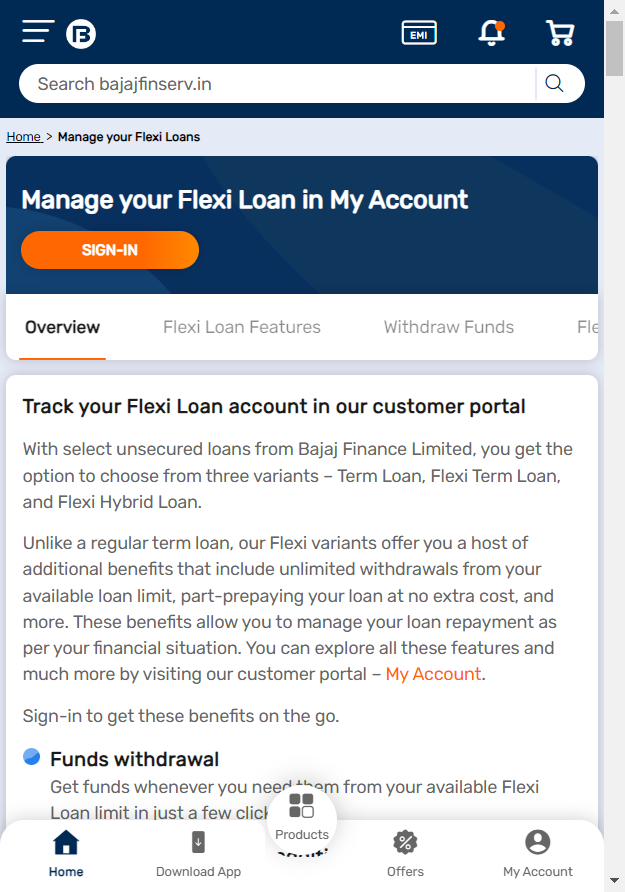 EMI
Search bajajfinserv.in
Home > Manage your Flexi Loans
Manage your Flexi Loan in My Account
SIGN-IN
Overview Flexi Loan Features Withdraw Funds Fle
Track your Flexi Loan account in our customer portal
With select unsecured loans from Bajaj Finance Limited, you get the
option to choose from three variants – Term Loan, Flexi Term Loan,
and Flexi Hybrid Loan.
Unlike a regular term loan, our Flexi variants offer you a host of
additional benefits that include unlimited withdrawals from your
available loan limit, part-prepaying your loan at no extra cost, and
more. These benefits allow you to manage your loan repayment as
per your financial situation. You can explore all these features and
much more by visiting our customer portal – My Account.
Sign-in to get these benefits on the go.
Funds withdrawal
Get funds whenever you need them from your available Flexi
Loan limit in just a few click
Products
Home Download App Offers My Account